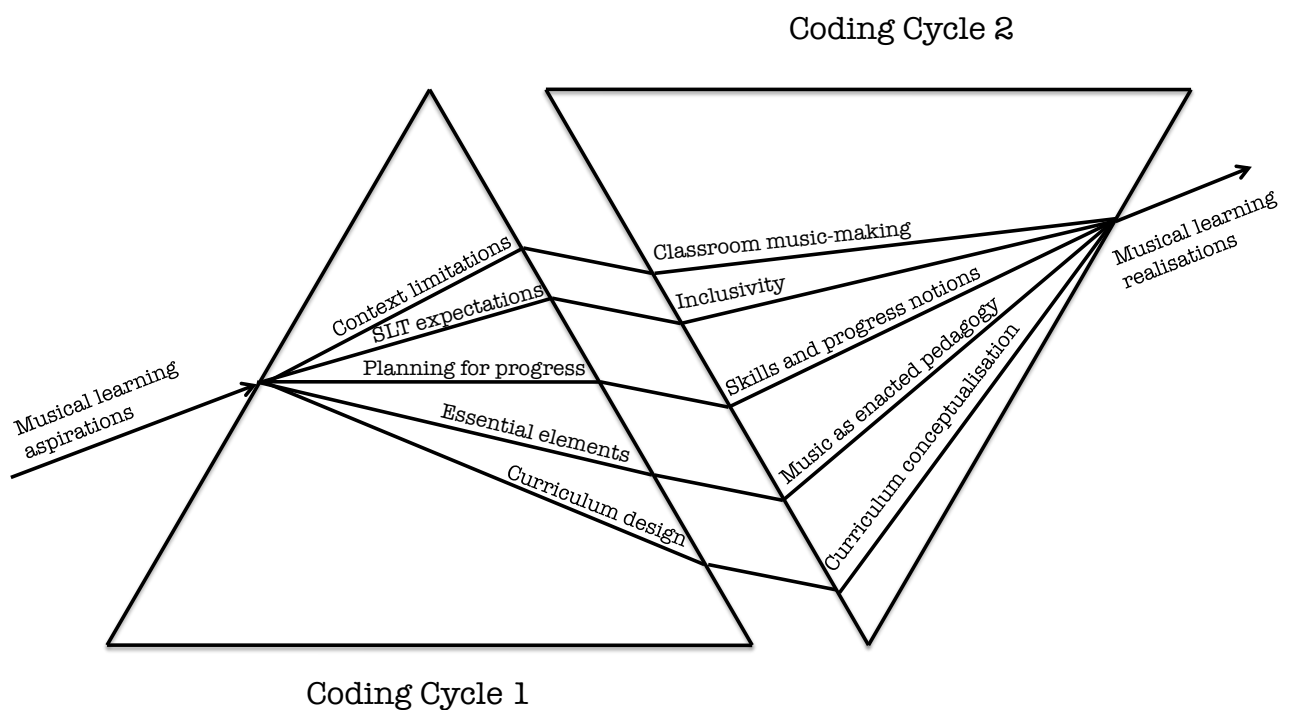 Coding Cycle 2
Context limitations
SLT expectations
Planning for progress
Essential elements
Curriculum design
Musical learning
aspirations
Classroom music-making
Inclusivity
Skills and progress notions
Music as enacted pedagogy
Curriculum conceptualisation
Musical learning
realisations
Coding Cycle 1